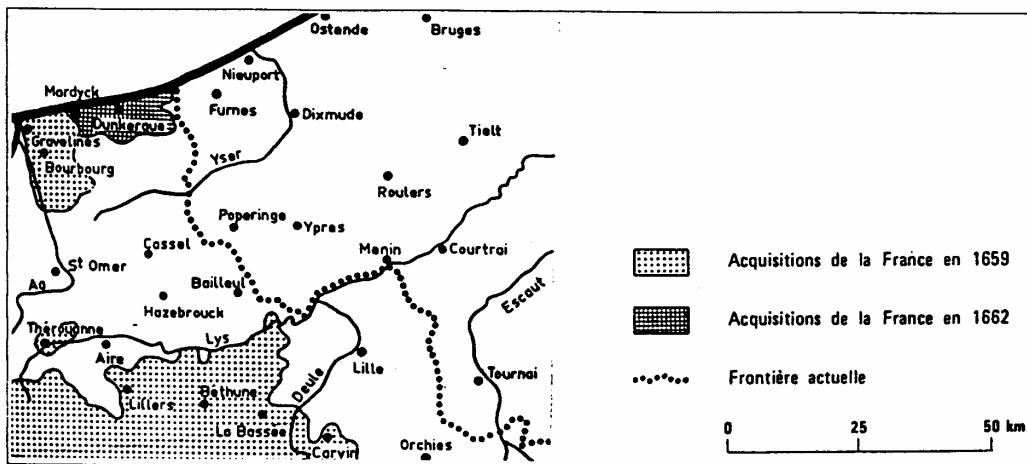 Ostende
Bruges
Nieuport
Mardyck
Furnes
Dunkerque
Dixmude
Gravelines
Tielt
Bourbourg
Yser
Roulers
Poperinge
Ypres
Cassel
Menin
Courtrai
St Omer
Aa
Bailleul
Escaut
Hazebrouck
Thérouanne
Lys
Aire
Lille
Deule
Tournai
Lillers
Béthune
La Bassée
Orchies
Carvin
Acquisitions de la France en 1659
Acquisitions de la France en 1662
Frontière actuelle
0 25 50 km